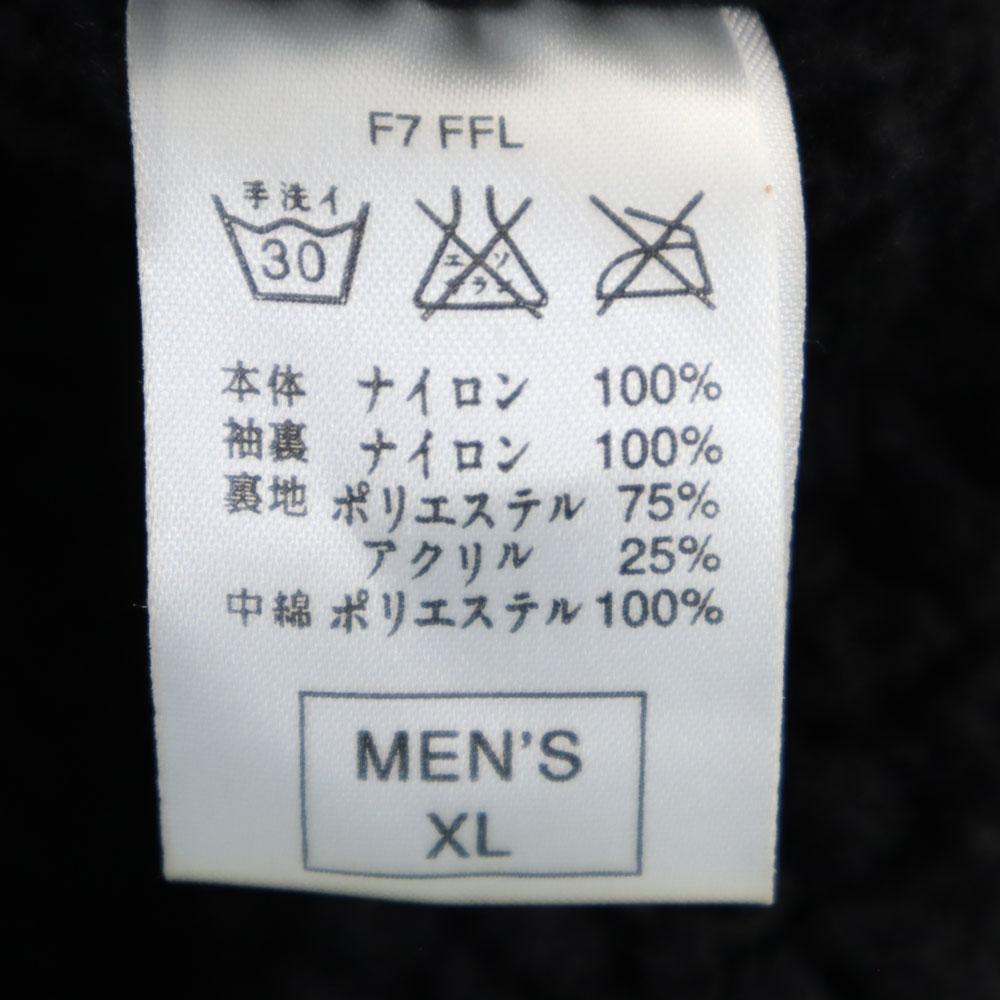 F7 FFL
手洗イ
30
エンソ
サラシ
本体 ナイロン 100%
袖裏 ナイロン 100%
裏地 ポリエステル 75%
アクリル 25%
中綿 ポリエステル 100%
MEN'S
XL